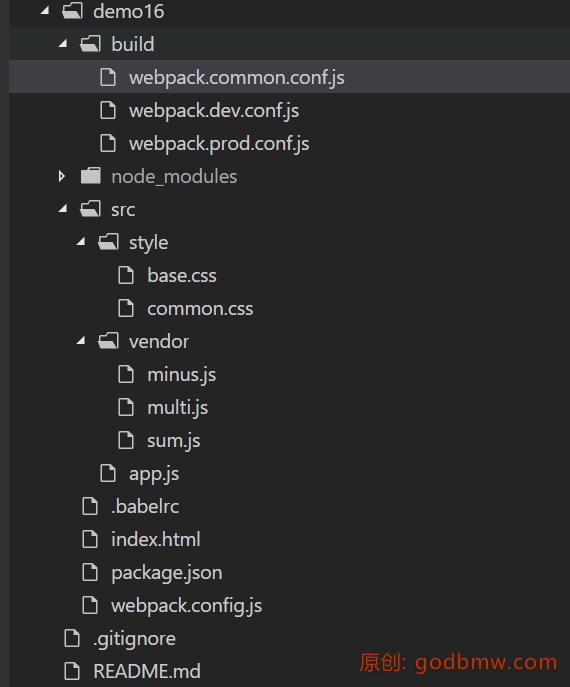 demo16
build
webpack.common.conf.js
webpack.dev.conf.js
webpack.prod.conf.js
node_modules
src
style
base.css
common.css
vendor
minus.js
multi.js
sum.js
app.js
.babelrc
index.html
package.json
webpack.config.js
.gitignore
README.md
原创: godbmw.com